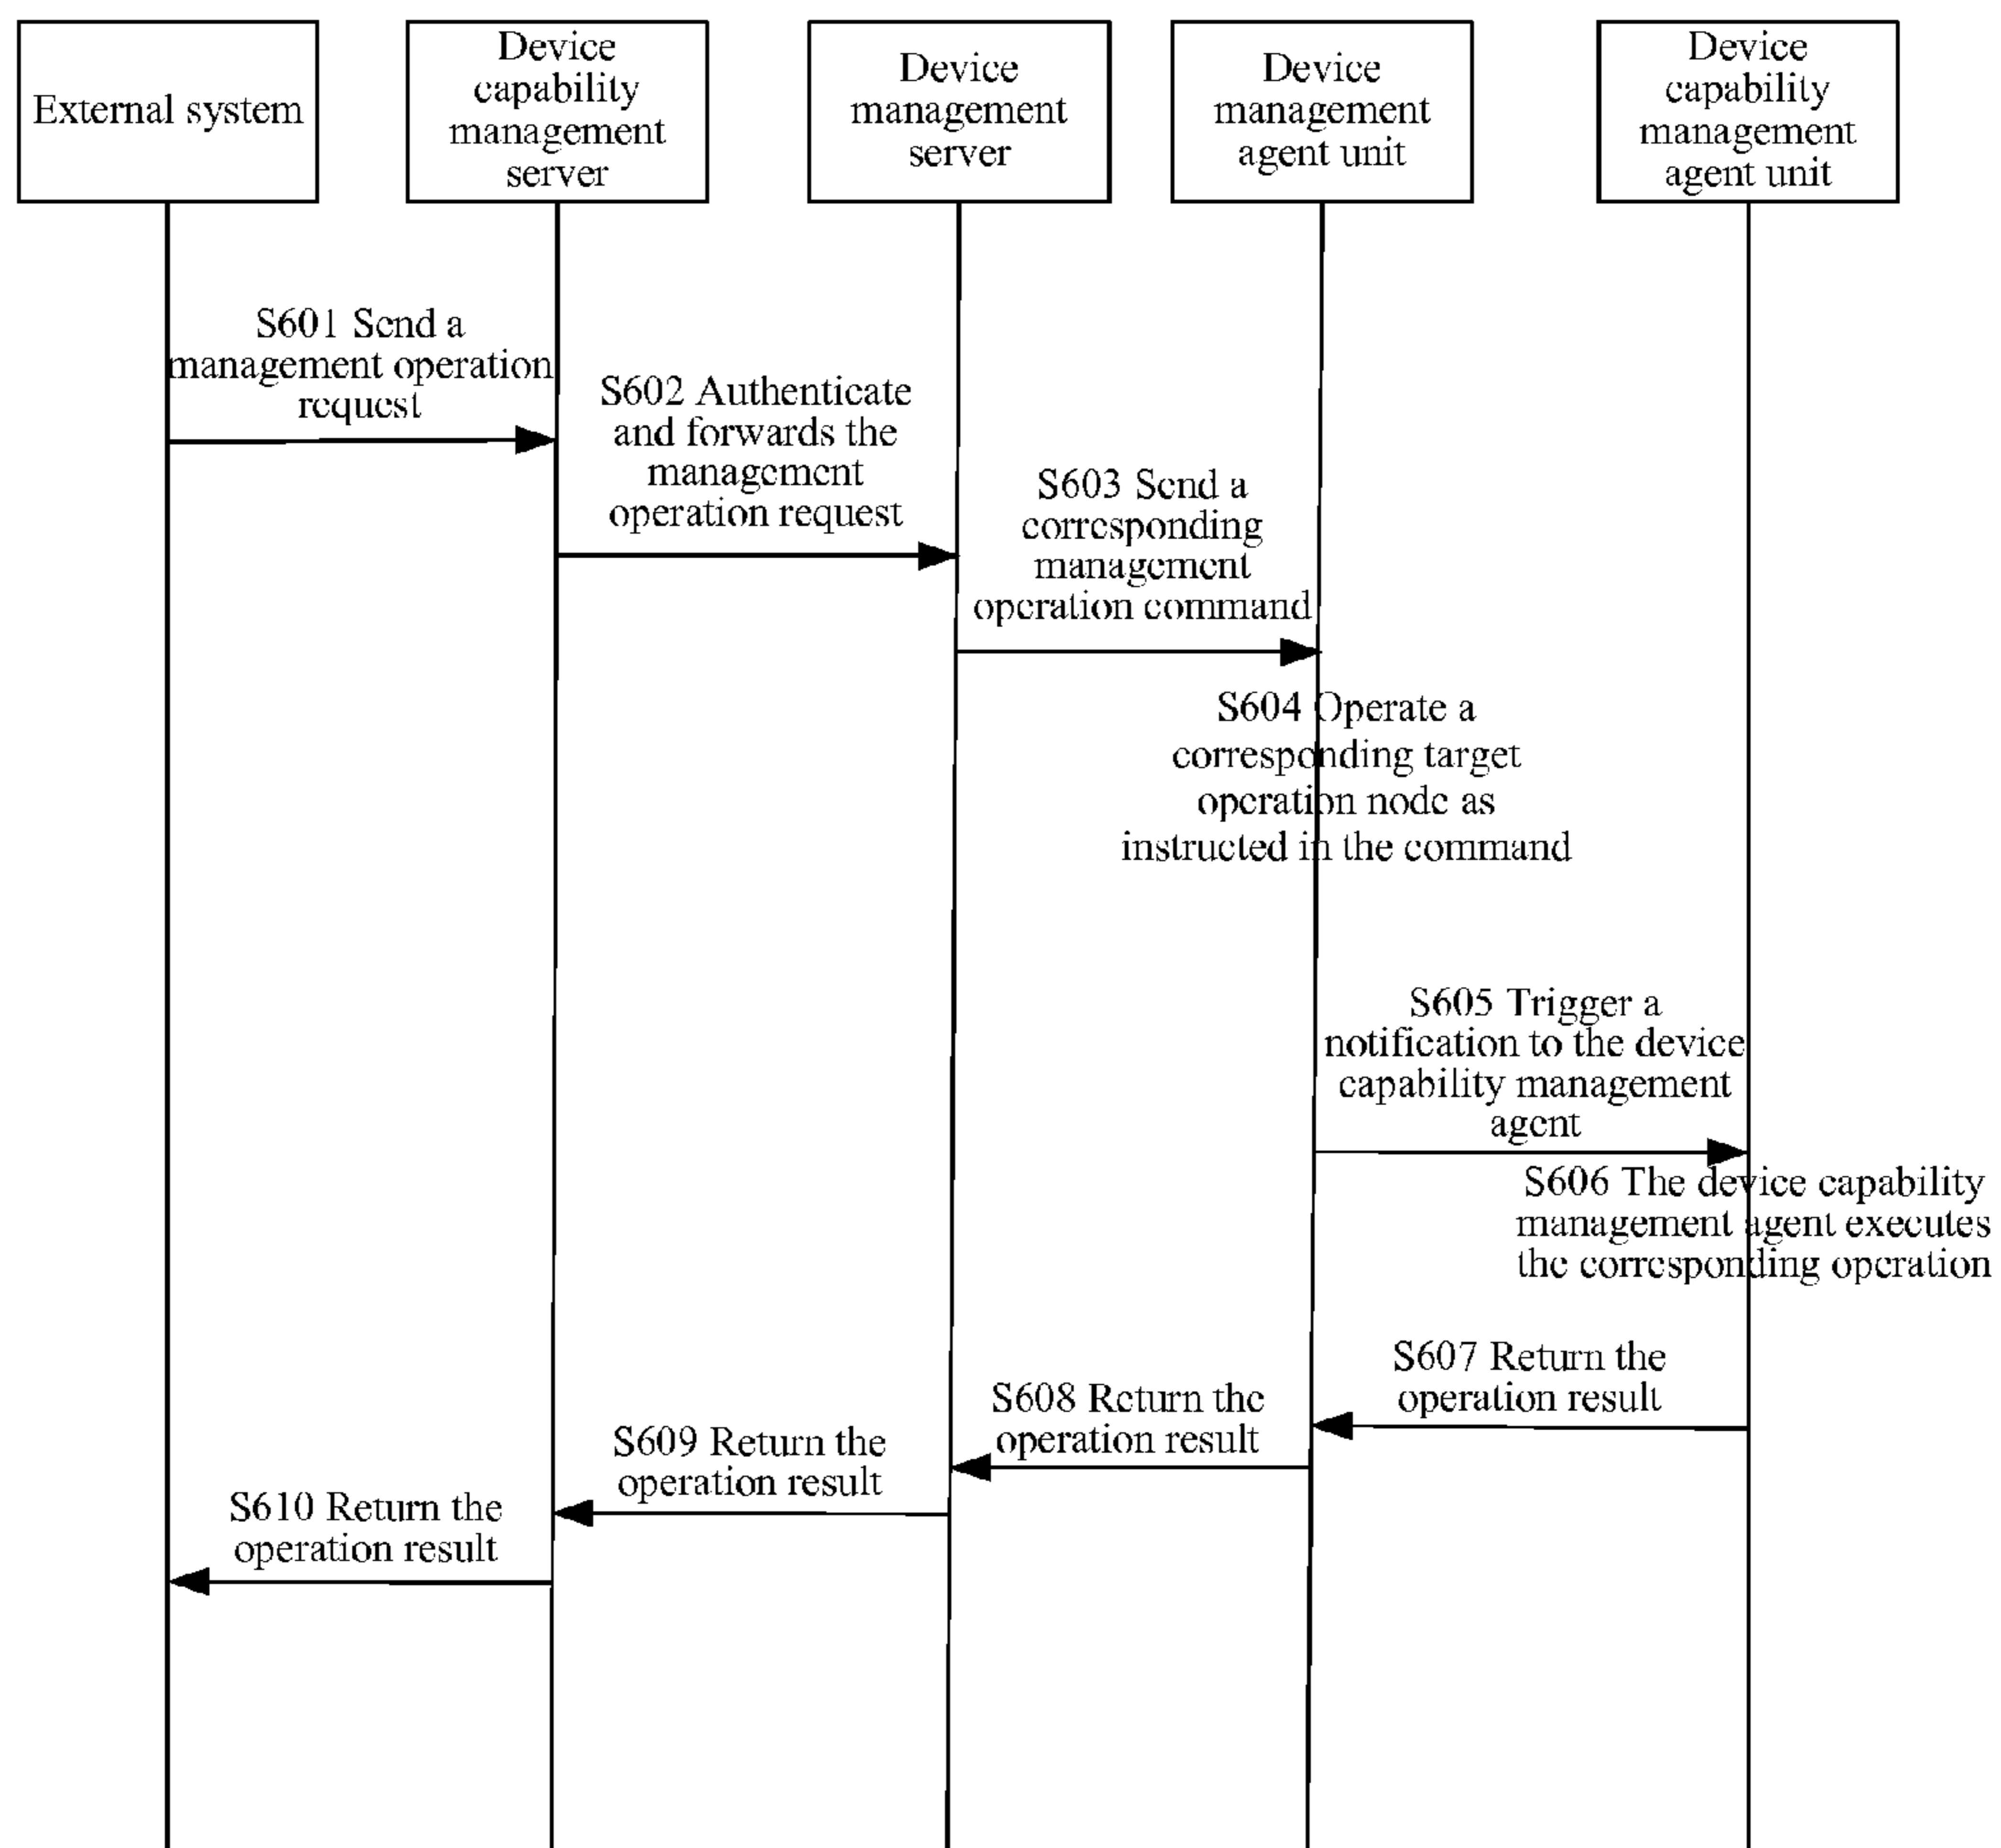 External system
Device
capability
management
server
Device
management
server
Device
management
agent unit
Device
capability
management
agent unit
S601 Send a
management operation
request
S602 Authenticate
and forwards the
management
operation request
S603 Send a
corresponding
management
operation command
S604 Operate a
corresponding target
operation node as
instructed in the command
S605 Trigger a
notification to the device
capability management
agent
S606 The device capability
management agent executes
the corresponding operation
S607 Return the
operation result
S608 Return the
operation result
S609 Return the
operation result
S610 Return the
operation result